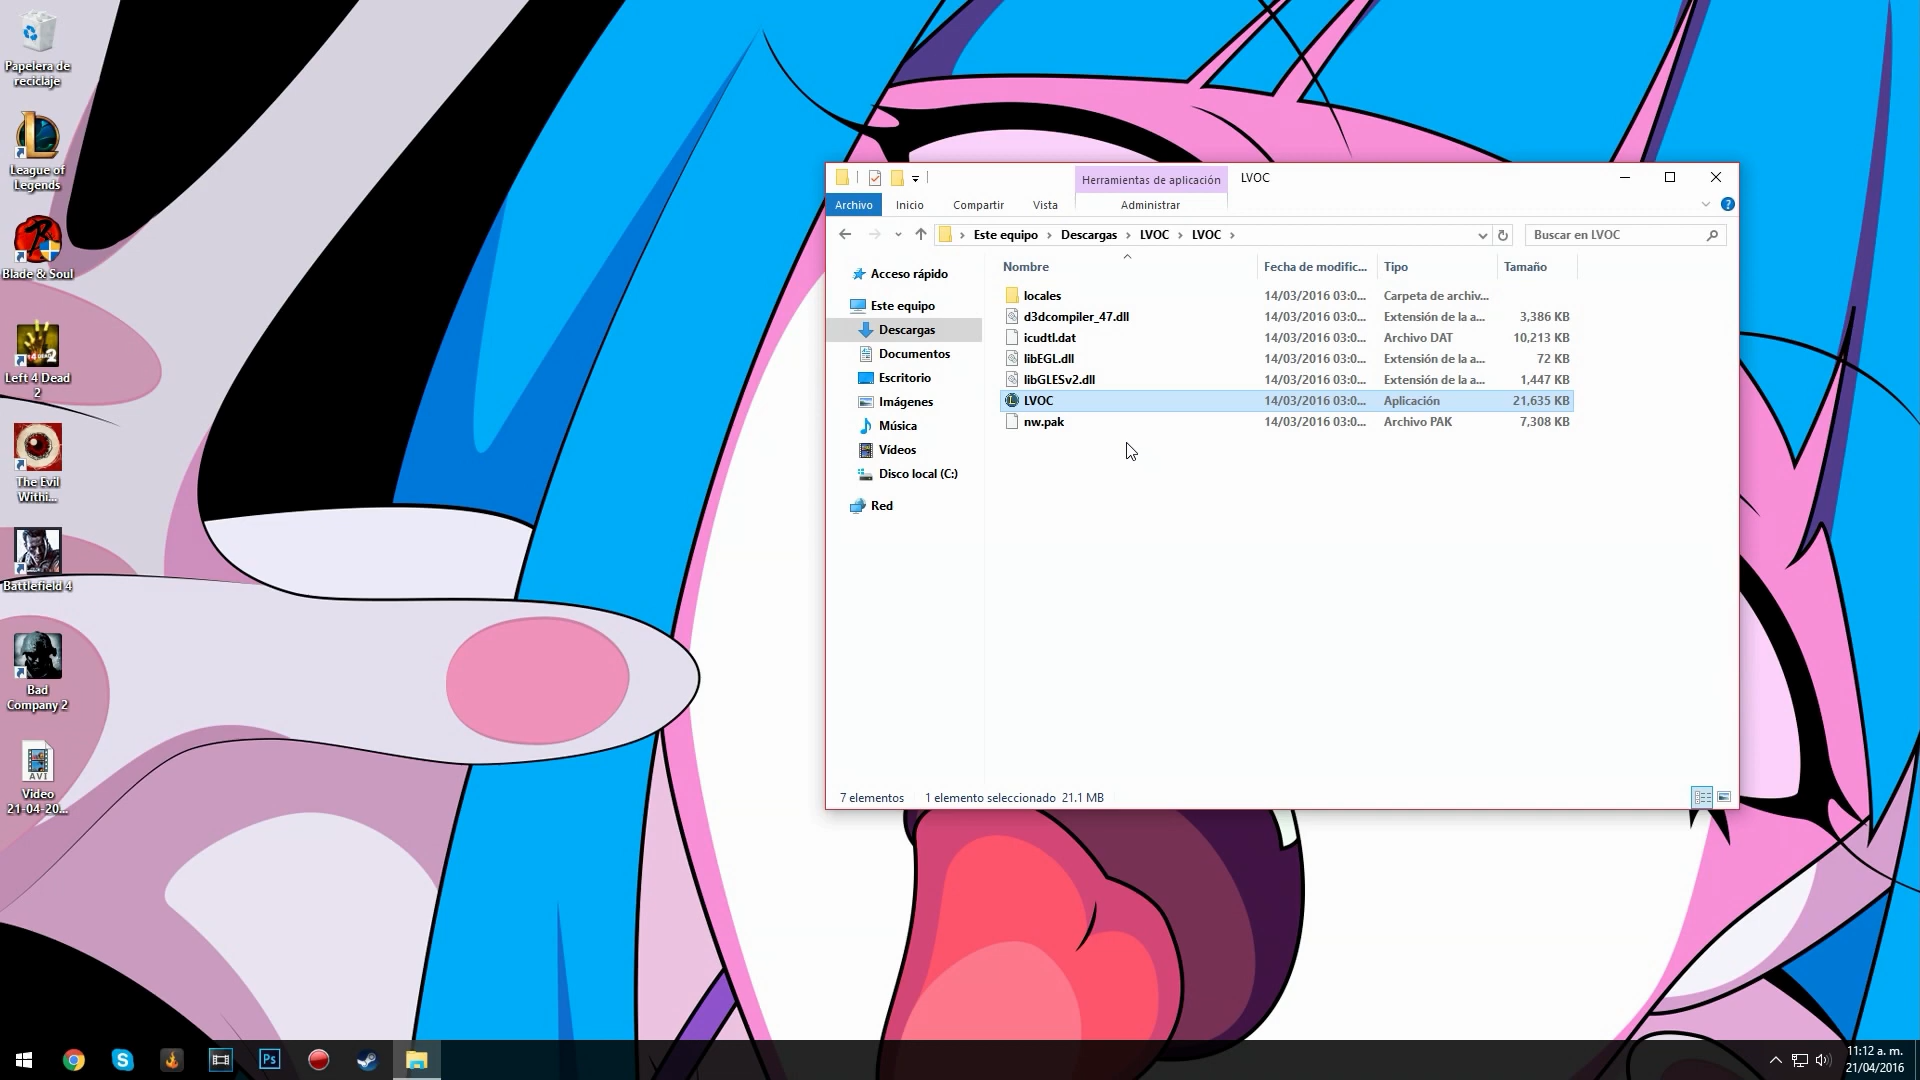 Papelera de
reciclaje
League of
Legends
Blade & Soul
Left 4 Dead
2
The Evil
Withi...
Battlefield 4
Bad
Company 2
AVI
Video
21-04-20...
Herramientas de aplicación
LVOC
Archivo
Inicio
Compartir
Vista
Administrar
Este equipo
Descargas
LVOC
LVOC
Buscar en LVOC
Acceso rápido
Este equipo
Descargas
Documentos
Escritorio
Imágenes
Música
Vídeos
Disco local (C:)
Red
Nombre Fecha de modific... Tipo Tamaño
locales 14/03/2016 03:0... Carpeta de archiv...
d3dcompiler_47.dll 14/03/2016 03:0... Extensión de la a... 3,386 KB
icudtl.dat 14/03/2016 03:0... Archivo DAT 10,213 KB
libEGL.dll 14/03/2016 03:0... Extensión de la a... 72 KB
libGLESv2.dll 14/03/2016 03:0... Extensión de la a... 1,447 KB
LVOC 14/03/2016 03:0... Aplicación 21,635 KB
nw.pak 14/03/2016 03:0... Archivo PAK 7,308 KB
7 elementos 1 elemento seleccionado 21.1 MB
Ps
11:12 a. m.
21/04/2016